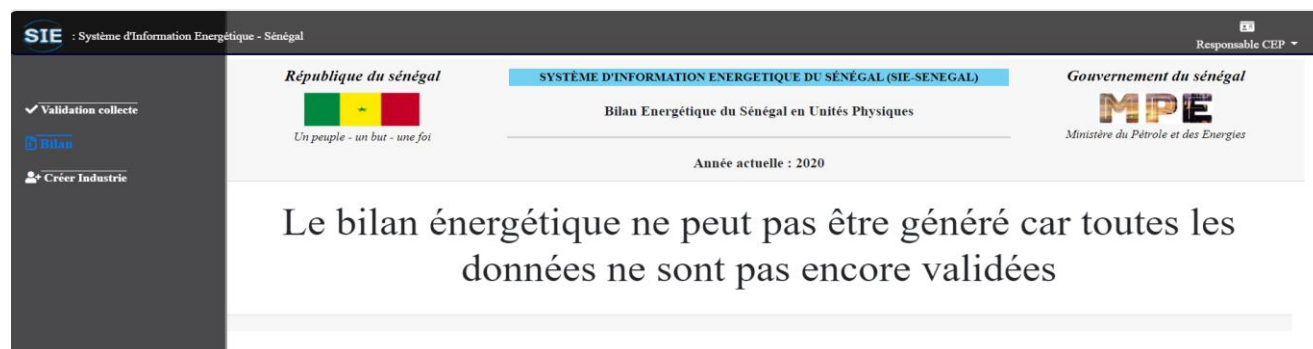 SIE : Système d'Information Energétique - Sénégal
Responsable CEP
Validation collecte
Bilan
Créer Industrie
République du sénégal
Un peuple - un but - une foi
SYSTÈME D'INFORMATION ENERGETIQUE DU SÉNÉGAL (SIE-SENEGAL)
Bilan Energétique du Sénégal en Unités Physiques
Année actuelle : 2020
Gouvernement du sénégal
MPE
Ministère du Pétrole et des Energies
Le bilan énergétique ne peut pas être généré car toutes les
données ne sont pas encore validées